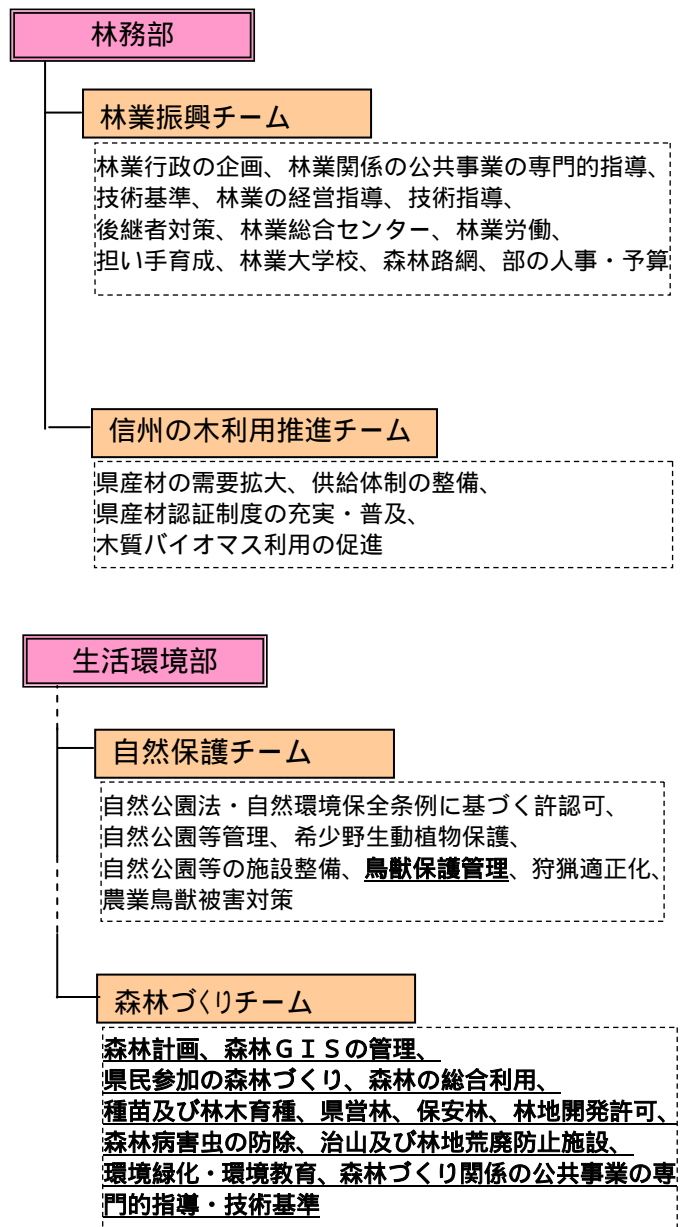 林務部
林業振興チーム
林業行政の企画、林業関係の公共事業の専門的指導、
技術基準、林業の経営指導、技術指導、
後継者対策、林業総合センター、林業労働、
担い手育成、林業大学校、森林路網、部の人事・予算
信州の木利用推進チーム
県産材の需要拡大、供給体制の整備、
県産材認証制度の充実・普及、
木質バイオマス利用の促進
生活環境部
自然保護チーム
自然公園法・自然環境保全条例に基づく許認可、
自然公園等管理、希少野生動植物保護、
自然公園等の施設整備、鳥獣保護管理、狩猟適正化、
農業鳥獣被害対策
森林づくりチーム
森林計画、森林ＧＩＳの管理、
県民参加の森林づくり、森林の総合利用、
種苗及び林木育種、県営林、保安林、林地開発許可、
森林病害虫の防除、治山及び林地荒廃防止施設、
環境緑化・環境教育、森林づくり関係の公共事業の専
門的指導・技術基準